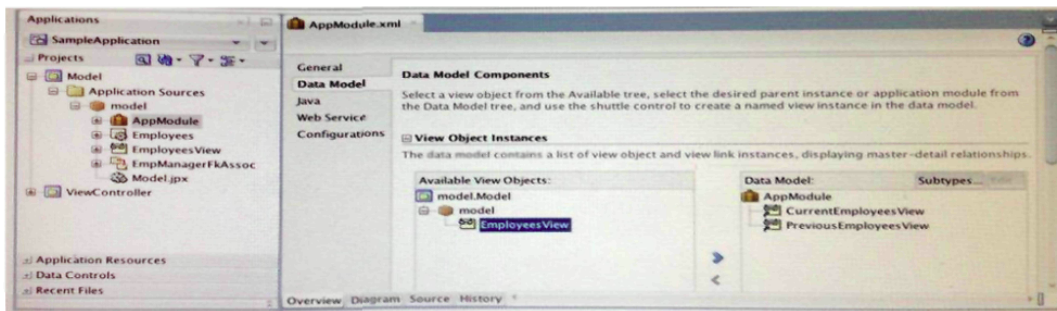 Applications
SampleApplication
Projects
Model
Application Sources
model
AppModule
Employees
EmployeesView
EmpManagerFkAssoc
Model.jpx
ViewController
Application Resources
Data Controls
Recent Files
AppModule.xml
General
Data Model
Java
Web Service
Configurations
Data Model Components
Select a view object from the Available tree, select the desired parent instance or application module from
the Data Model tree, and use the shuttle control to create a named view instance in the data model.
View Object Instances
The data model contains a list of view object and view link instances, displaying master-detail relationships.
Available View Objects:
model.Model
model
EmployeesView
Data Model:
Subtypes...
AppModule
CurrentEmployeesView
PreviousEmployeesView
Overview Diagram Source History